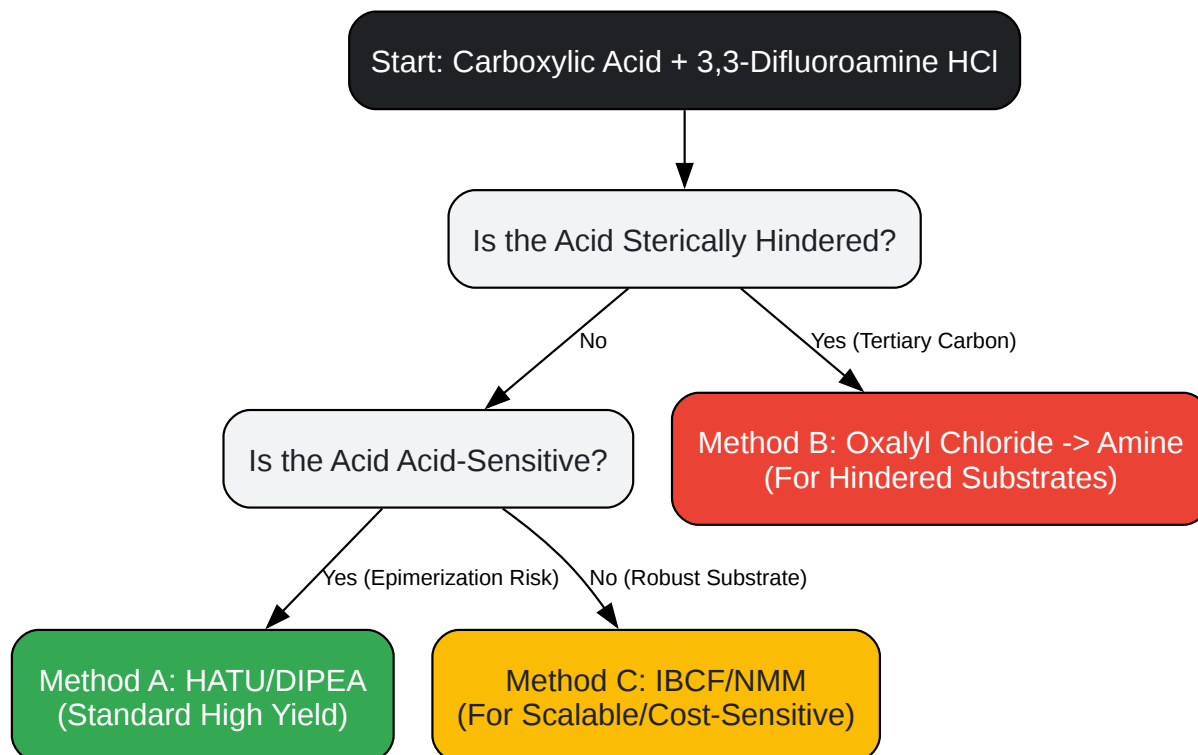 Start: Carboxylic Acid + 3,3-Difluoroamine HCl
Is the Acid Sterically Hindered?
No
Yes (Tertiary Carbon)
Method B: Oxalyl Chloride -> Amine
(For Hindered Substrates)
Is the Acid Acid-Sensitive?
Yes (Epimerization Risk)
No (Robust Substrate)
Method A: HATU/DIPEA
(Standard High Yield)
Method C: IBCF/NMM
(For Scalable/Cost-Sensitive)